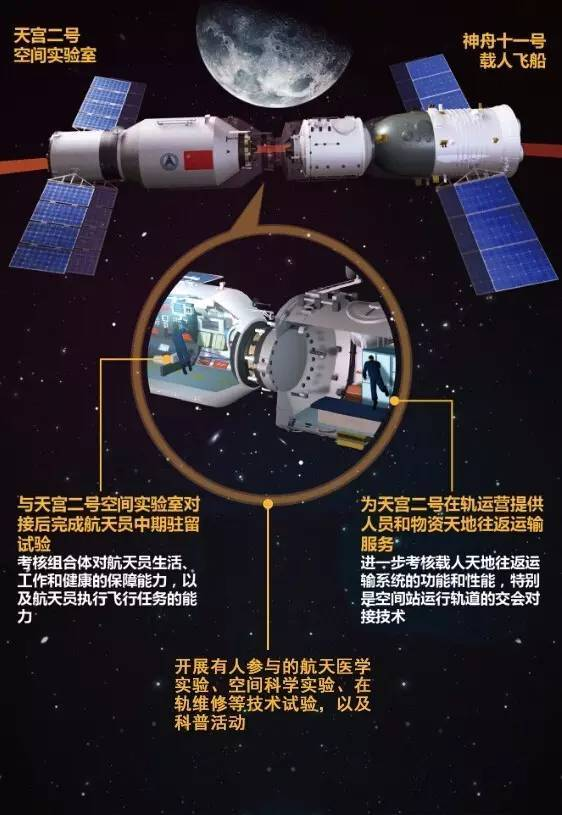 天宫二号
空间实验室
神舟十一号
载人飞船
与天宫二号空间实验室对
接后完成航天员中期驻留
试验
考核组合体对航天员生活、
工作和健康的保障能力，以
及航天员执行飞行任务的能
力
为天宫二号在轨运营提供
人员和物资天地往返运输
服务
进一步考核载人天地往返运
输系统的功能和性能，特别
是空间站运行轨道的交会对
接技术
开展有人参与的航天医学
实验、空间科学实验、在
轨维修等技术试验，以及
科普活动